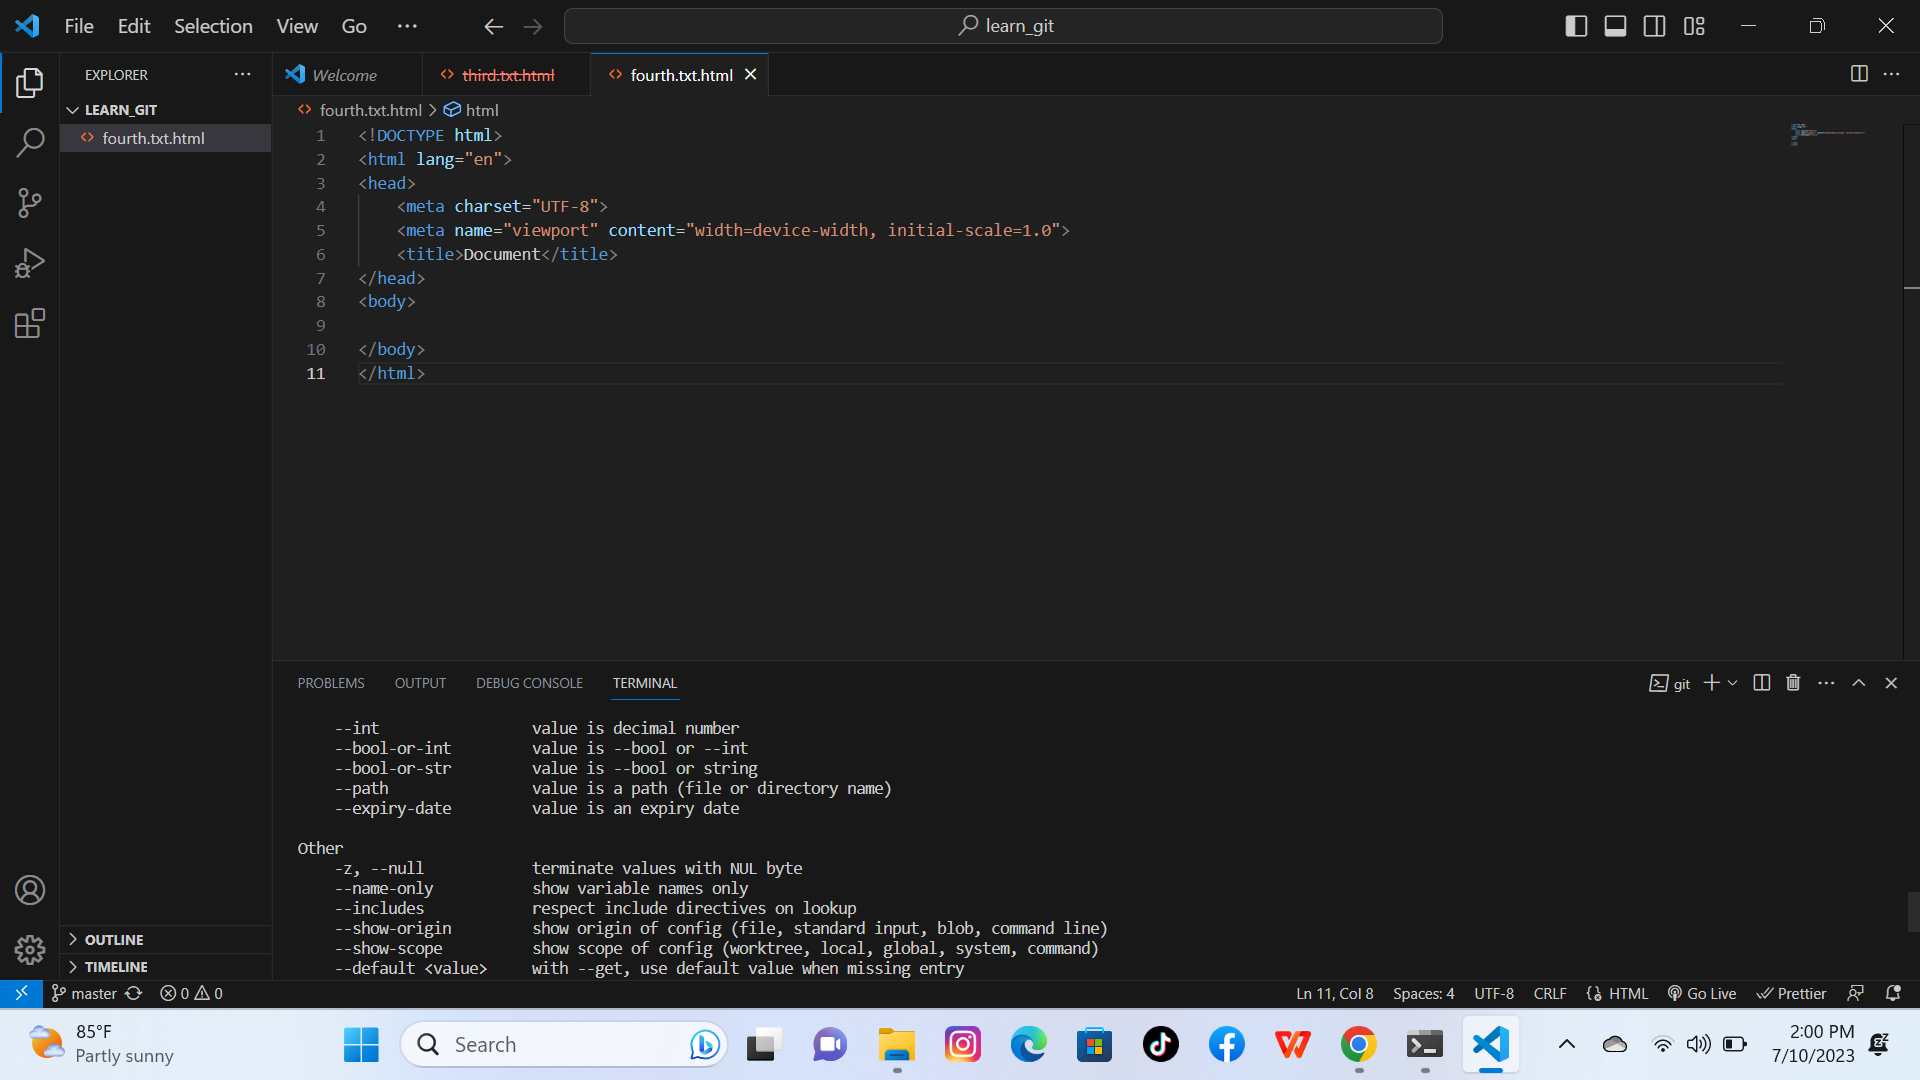 File Edit Selection View Go ··· learn_git
EXPLORER ···
Welcome third.txt.html fourth.txt.html
LEARN_GIT
fourth.txt.html
fourth.txt.html > html
1 <!DOCTYPE html>
2 <html lang="en">
3 <head>
4 <meta charset="UTF-8">
5 <meta name="viewport" content="width=device-width, initial-scale=1.0">
6 <title>Document</title>
7 </head>
8 <body>
9
10 </body>
11 </html>
PROBLEMS OUTPUT DEBUG CONSOLE TERMINAL git
--int value is decimal number
--bool-or-int value is --bool or --int
--bool-or-str value is --bool or string
--path value is a path (file or directory name)
--expiry-date value is an expiry date
Other
-z, --null terminate values with NUL byte
--name-only show variable names only
--includes respect include directives on lookup
--show-origin show origin of config (file, standard input, blob, command line)
--show-scope show scope of config (worktree, local, global, system, command)
--default <value> with --get, use default value when missing entry
OUTLINE
TIMELINE
master 0 0 Ln 11, Col 8 Spaces: 4 UTF-8 CRLF HTML Go Live Prettier
85°F
Partly sunny
Search
2:00 PM
7/10/2023